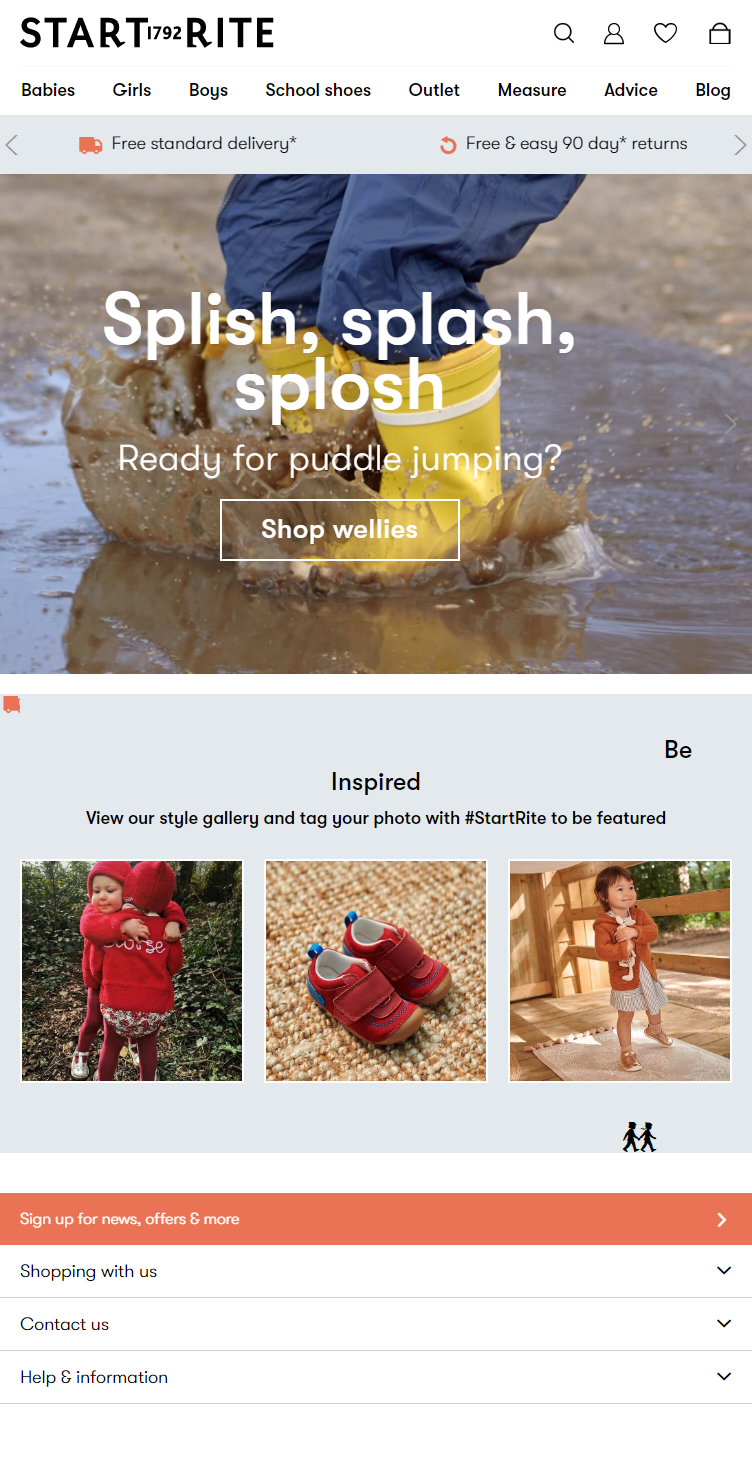 START 1792 RITE
Babies Girls Boys School shoes Outlet Measure Advice Blog
Free standard delivery* Free & easy 90 day* returns
Splish, splash,
splosh
Ready for puddle jumping?
Shop wellies
Be
Inspired
View our style gallery and tag your photo with #StartRite to be featured
Sign up for news, offers & more
Shopping with us
Contact us
Help & information